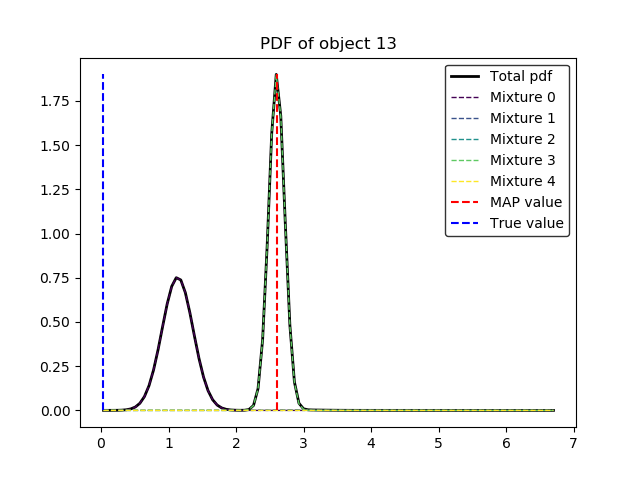 PDF of object 13
Total pdf
Mixture 0
Mixture 1
Mixture 2
Mixture 3
Mixture 4
MAP value
True value
1.75
1.50
1.25
1.00
0.75
0.50
0.25
0.00
0 1 2 3 4 5 6 7